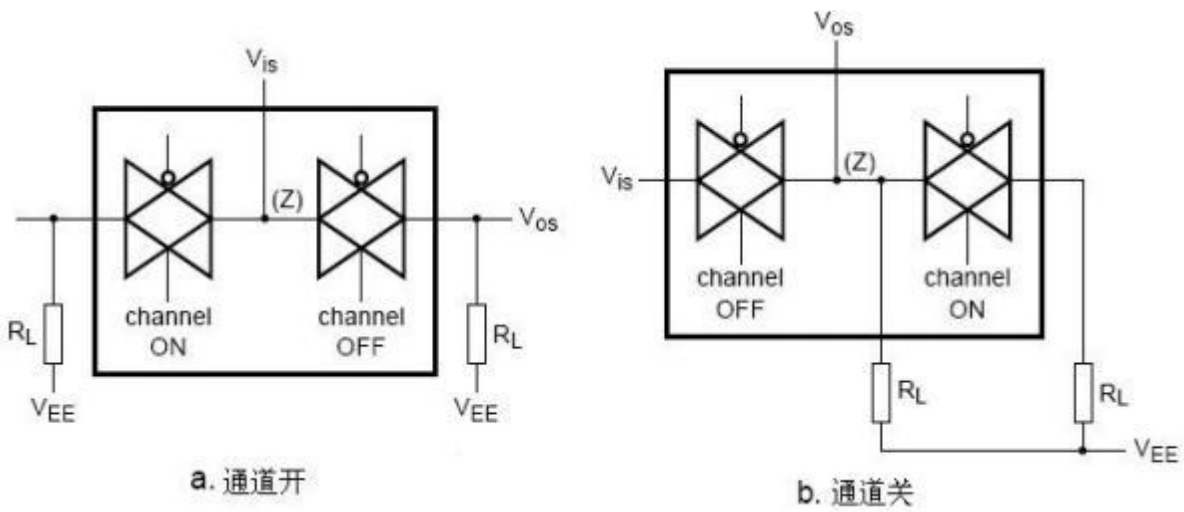 Vis
(Z)
Vos
channel
ON
channel
OFF
RL
RL
VEE
VEE
a. 通道开
Vos
Vis
(Z)
channel
OFF
channel
ON
RL
RL
VEE
b. 通道关